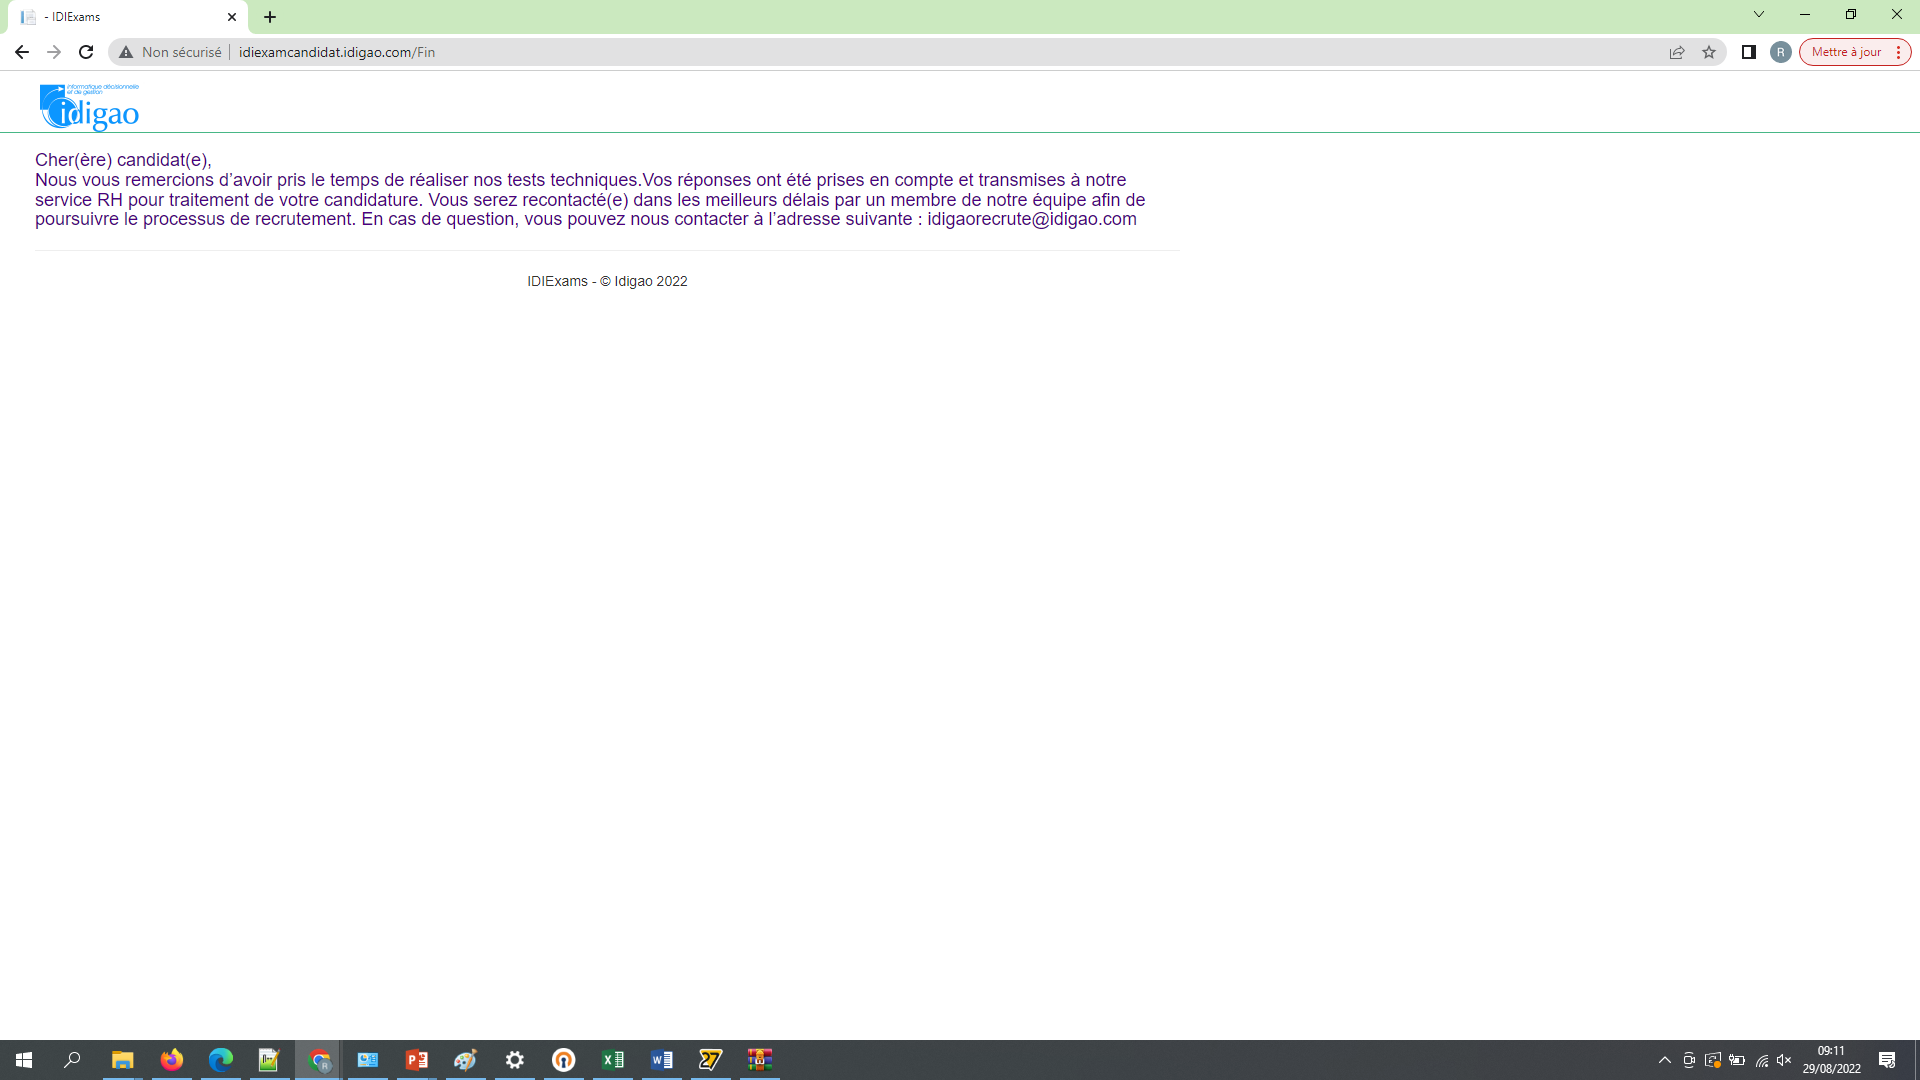 - IDIExams
Non sécurisé
idiexamcandidat.idigao.com/Fin
R
Mettre à jour
informatique décisionnelle
et de gestion
idigao
Cher(ère) candidat(e),
Nous vous remercions d’avoir pris le temps de réaliser nos tests techniques.Vos réponses ont été prises en compte et transmises à notre
service RH pour traitement de votre candidature. Vous serez recontacté(e) dans les meilleurs délais par un membre de notre équipe afin de
poursuivre le processus de recrutement. En cas de question, vous pouvez nous contacter à l’adresse suivante : idigaorecrute@idigao.com
IDIExams - © Idigao 2022
09:11
29/08/2022